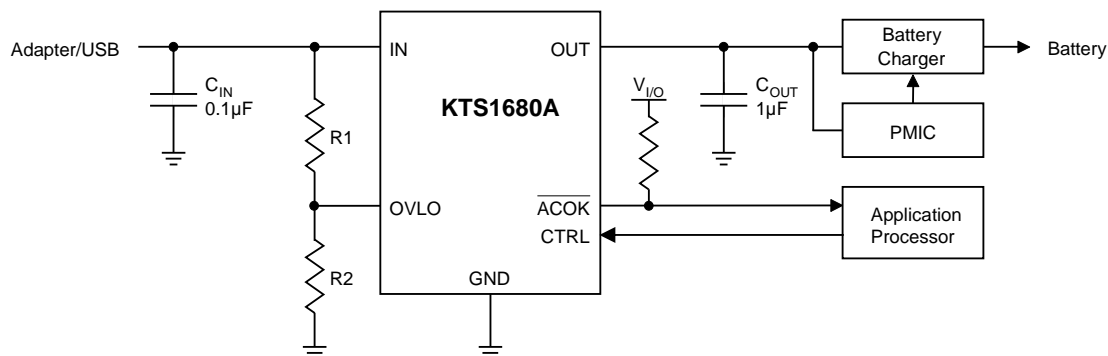 Adapter/USB
IN
OUT
Battery
Charger
Battery
C_IN
0.1µF
KTS1680A
V_I/O
C_OUT
1µF
PMIC
R1
OVLO
ACOK
CTRL
Application
Processor
R2
GND